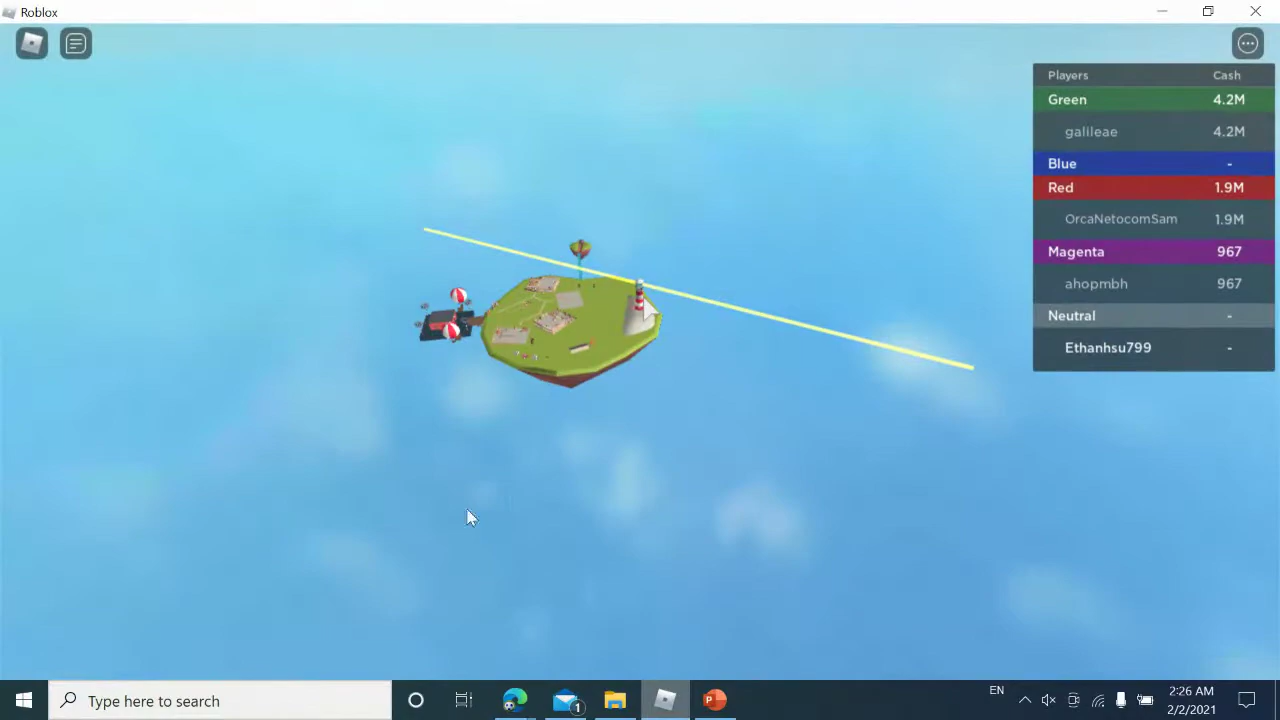 Roblox
Players Cash
Green 4.2M
galileae 4.2M
Blue -
Red 1.9M
OrcaNetocomSam 1.9M
Magenta 967
ahopmbh 967
Neutral -
Ethanhsu799 -
Type here to search
1
P
EN
2:26 AM
2/2/2021